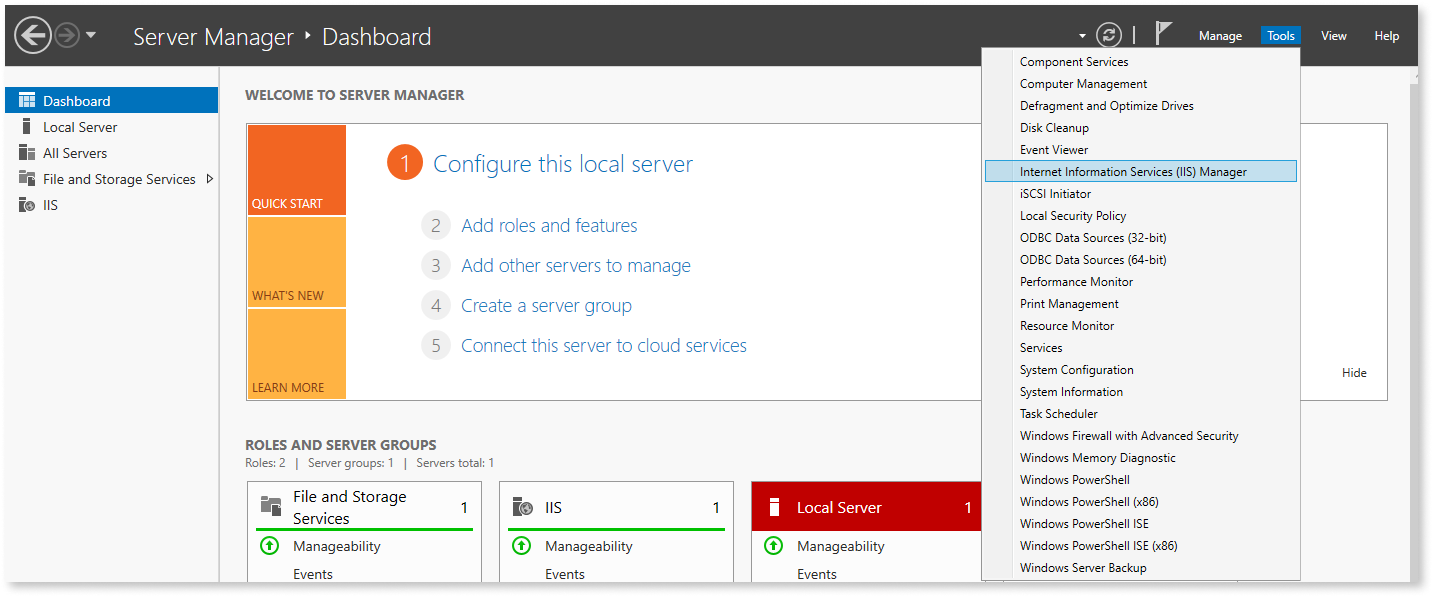 Server Manager ‣ Dashboard
Manage Tools View Help
Dashboard
Local Server
All Servers
File and Storage Services
IIS
WELCOME TO SERVER MANAGER
QUICK START
WHAT'S NEW
LEARN MORE
1 Configure this local server
2 Add roles and features
3 Add other servers to manage
4 Create a server group
5 Connect this server to cloud services
Hide
ROLES AND SERVER GROUPS
Roles: 2 | Server groups: 1 | Servers total: 1
File and Storage
Services 1
Manageability
Events
IIS 1
Manageability
Events
Local Server 1
Manageability
Events
Component Services
Computer Management
Defragment and Optimize Drives
Disk Cleanup
Event Viewer
Internet Information Services (IIS) Manager
iSCSI Initiator
Local Security Policy
ODBC Data Sources (32-bit)
ODBC Data Sources (64-bit)
Performance Monitor
Print Management
Resource Monitor
Services
System Configuration
System Information
Task Scheduler
Windows Firewall with Advanced Security
Windows Memory Diagnostic
Windows PowerShell
Windows PowerShell (x86)
Windows PowerShell ISE
Windows PowerShell ISE (x86)
Windows Server Backup